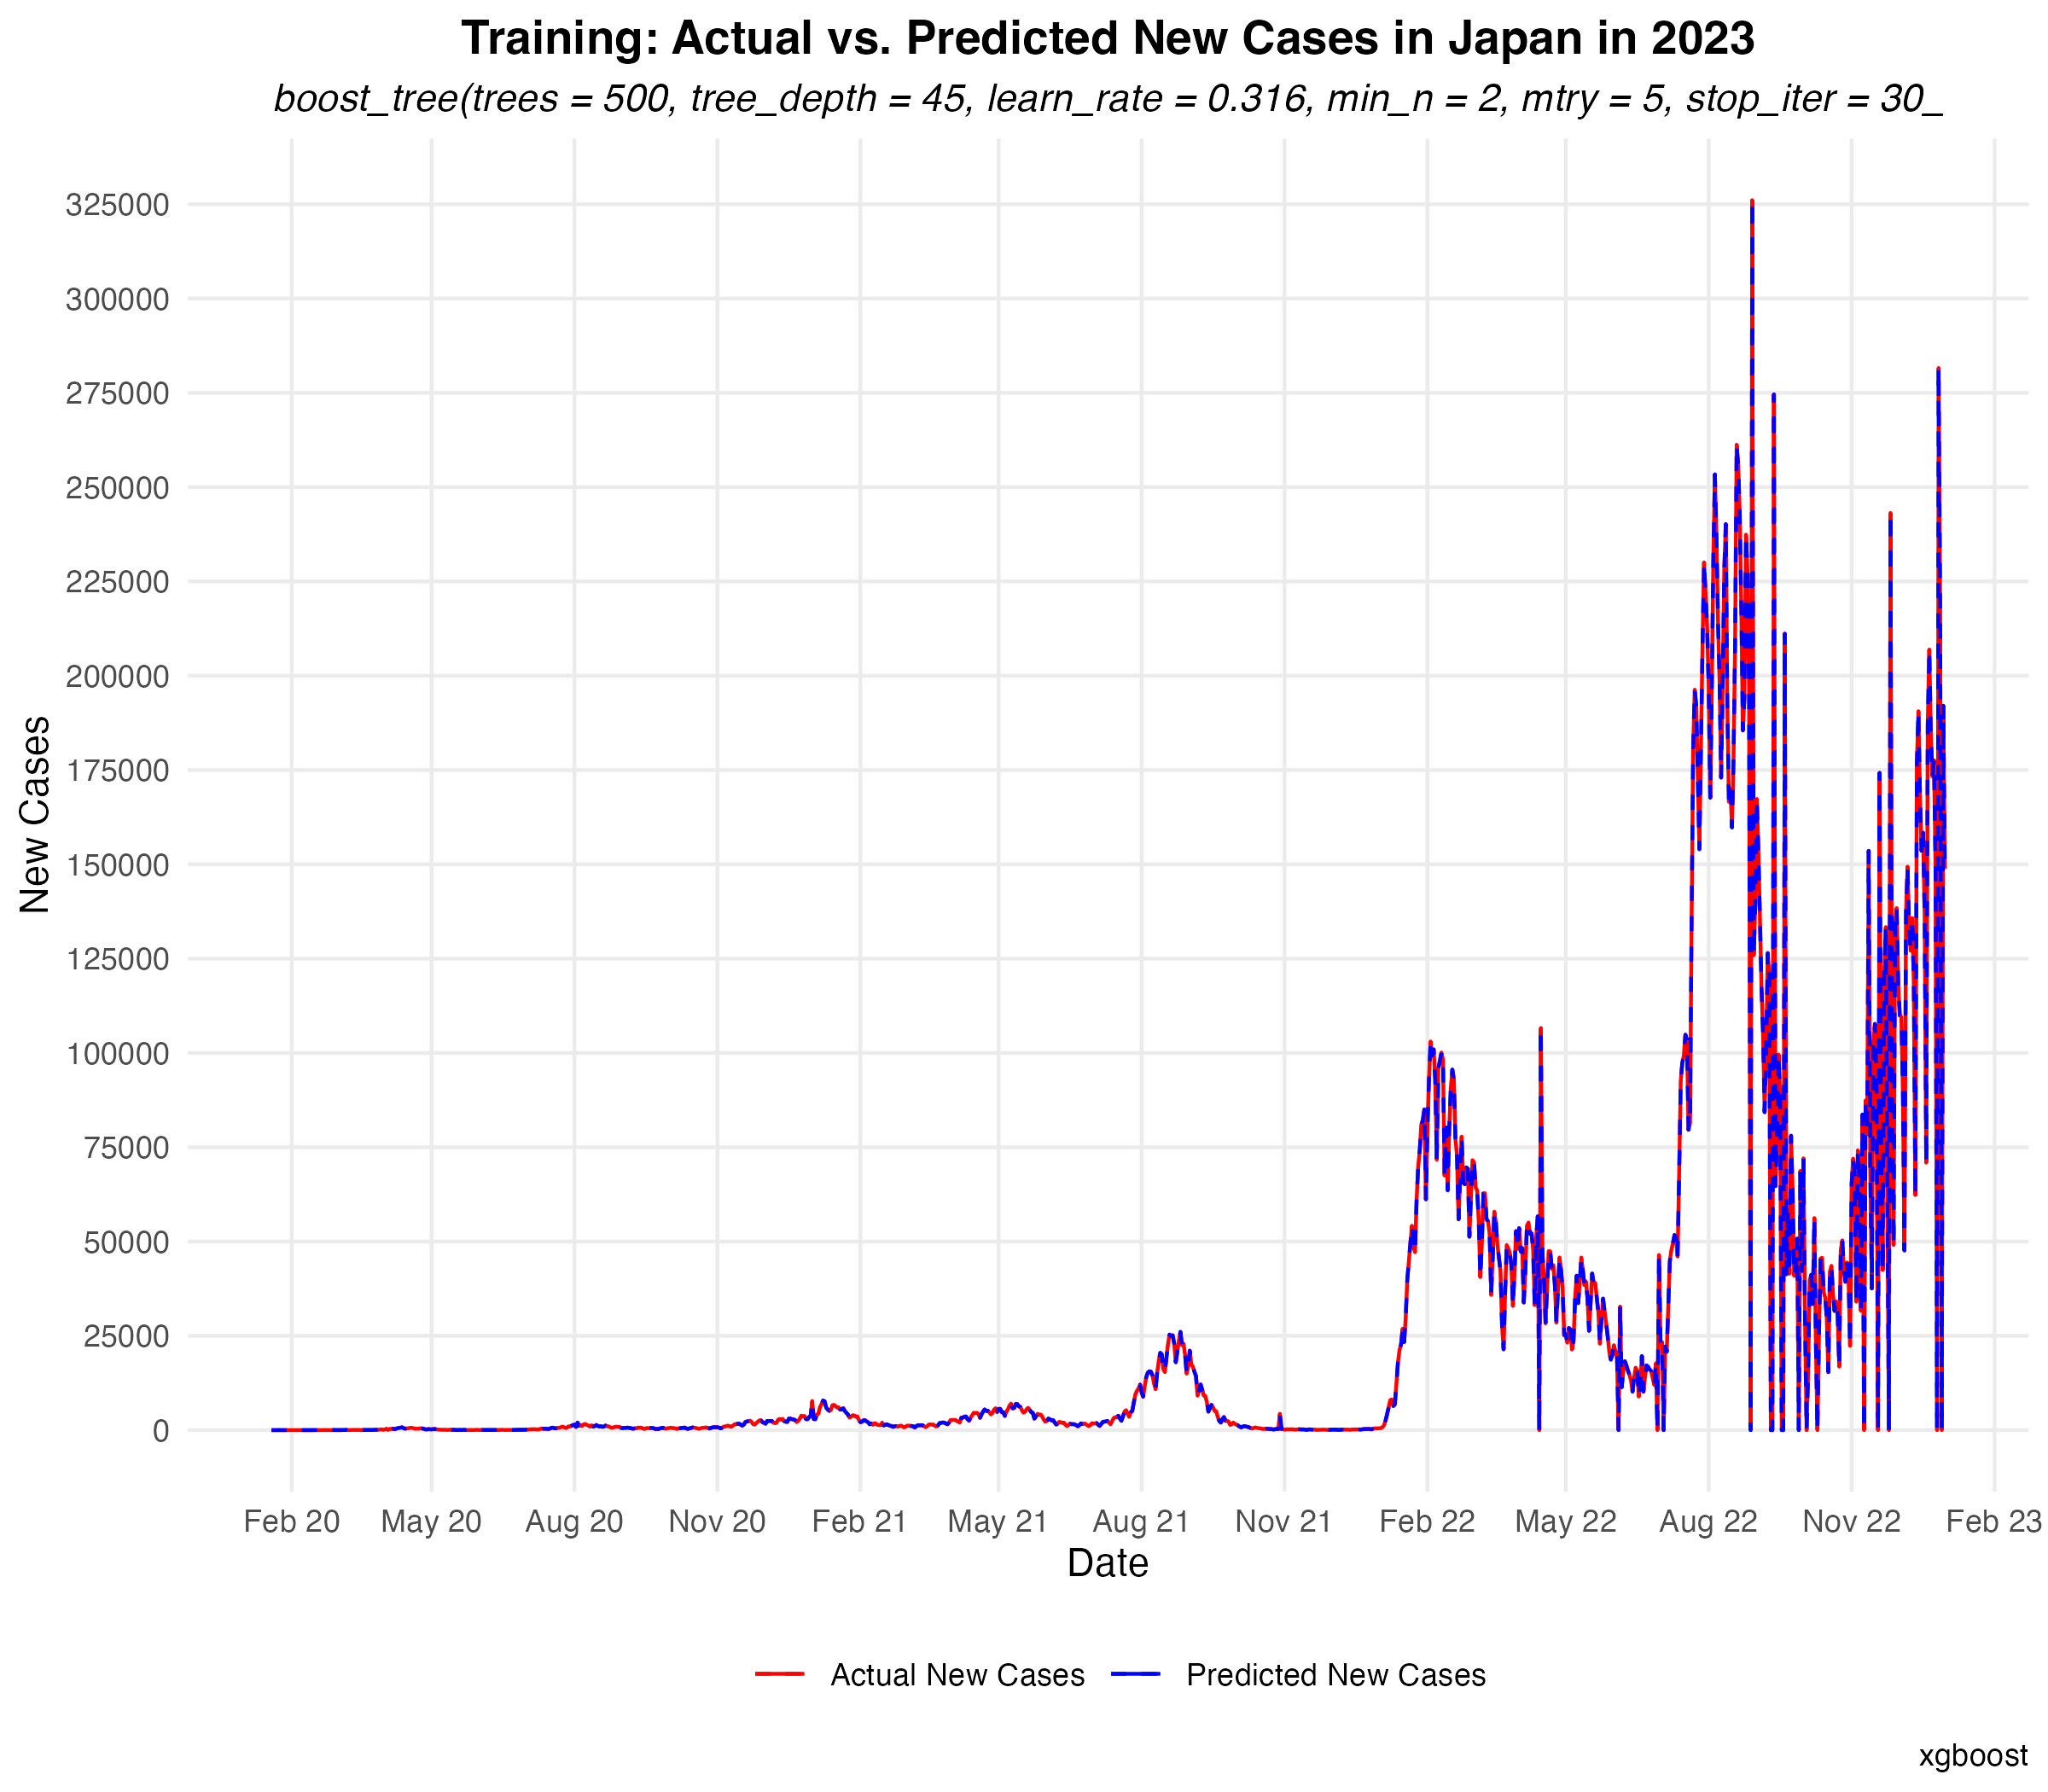 Training: Actual vs. Predicted New Cases in Japan in 2023
boost_tree(trees = 500, tree_depth = 45, learn_rate = 0.316, min_n = 2, mtry = 5, stop_iter = 30_
325000
300000
275000
250000
225000
200000
175000
150000
125000
100000
75000
50000
25000
0
New Cases
Feb 20 May 20 Aug 20 Nov 20 Feb 21 May 21 Aug 21 Nov 21 Feb 22 May 22 Aug 22 Nov 22 Feb 23
Date
Actual New Cases Predicted New Cases
xgboost